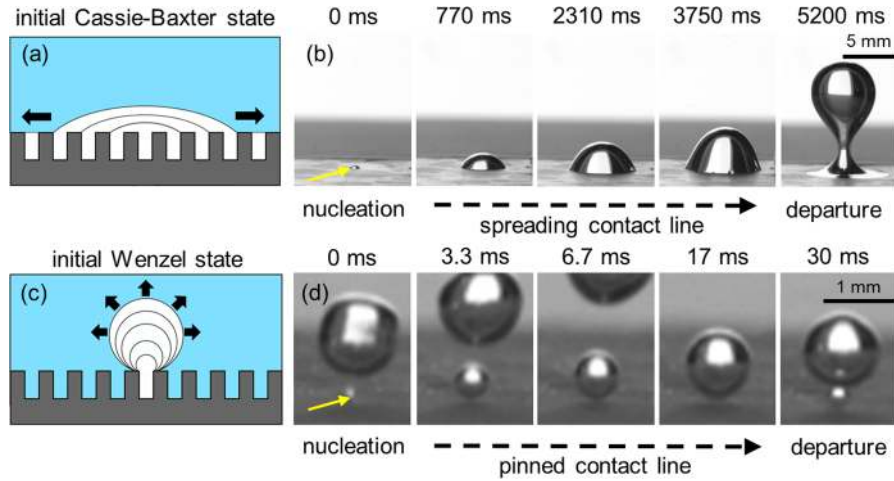 initial Cassie-Baxter state
0 ms 770 ms 2310 ms 3750 ms 5200 ms
(a) (b) 5 mm
nucleation spreading contact line departure
initial Wenzel state
0 ms 3.3 ms 6.7 ms 17 ms 30 ms
(c) (d) 1 mm
nucleation pinned contact line departure